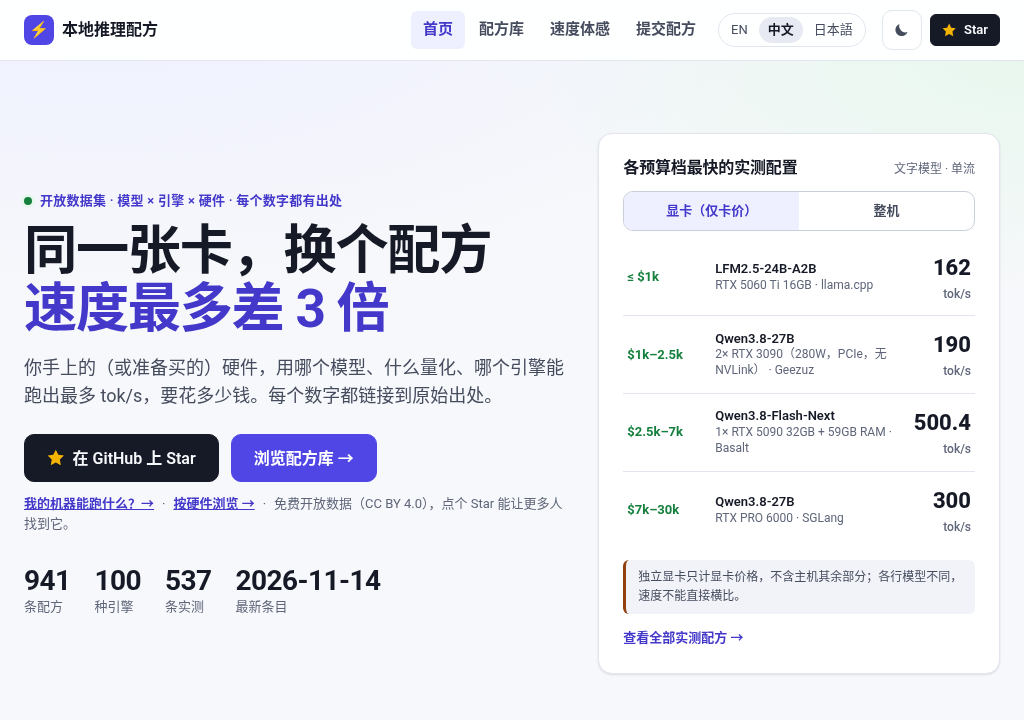 本地推理配方
首页
配方库
速度体感
提交配方
EN
中文
日本語
Star
开放数据集 · 模型 × 引擎 × 硬件 · 每个数字都有出处
同一张卡，换个配方
速度最多差 3 倍
你手上的（或准备买的）硬件，用哪个模型、什么量化、哪个引擎能
跑出最多 tok/s，要花多少钱。每个数字都链接到原始出处。
在 GitHub 上 Star
浏览配方库 →
我的机器能跑什么？ → · 按硬件浏览 → · 免费开放数据（CC BY 4.0），点个 Star 能让更多人
找到它。
941
条配方
100
种引擎
537
条实测
2026-11-14
最新条目
各预算档最快的实测配置
文字模型 · 单流
显卡（仅卡价）
整机
≤ $1k
LFM2.5-24B-A2B
RTX 5060 Ti 16GB · llama.cpp
162
tok/s
$1k–2.5k
Qwen3.8-27B
2× RTX 3090（280W，PCIe，无
NVLink） · Geezuz
190
tok/s
$2.5k–7k
Qwen3.8-Flash-Next
1× RTX 5090 32GB + 59GB RAM ·
Basalt
500.4
tok/s
$7k–30k
Qwen3.8-27B
RTX PRO 6000 · SGLang
300
tok/s
独立显卡只计显卡价格，不含主机其余部分；各行模型不同，
速度不能直接横比。
查看全部实测配方 →